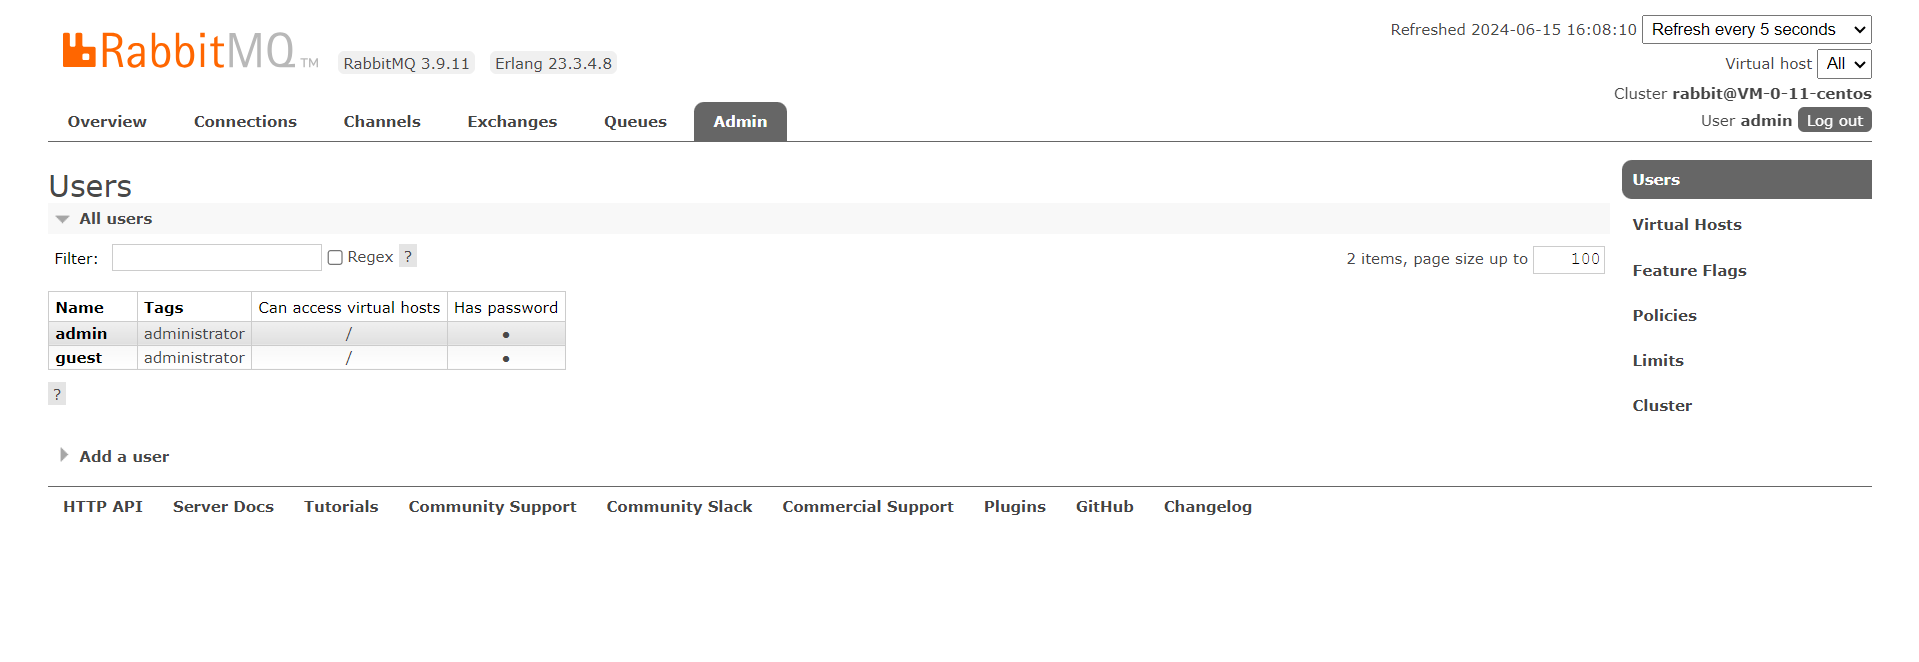 RabbitMQ TM RabbitMQ 3.9.11 Erlang 23.3.4.8
Refreshed 2024-06-15 16:08:10 Refresh every 5 seconds
Virtual host All
Cluster rabbit@VM-0-11-centos
User admin Log out
Overview Connections Channels Exchanges Queues Admin
Users
All users
Filter: Regex ? 2 items, page size up to 100
Name Tags Can access virtual hosts Has password
admin administrator / ●
guest administrator / ●
?
Add a user
Users
Virtual Hosts
Feature Flags
Policies
Limits
Cluster
HTTP API Server Docs Tutorials Community Support Community Slack Commercial Support Plugins GitHub Changelog